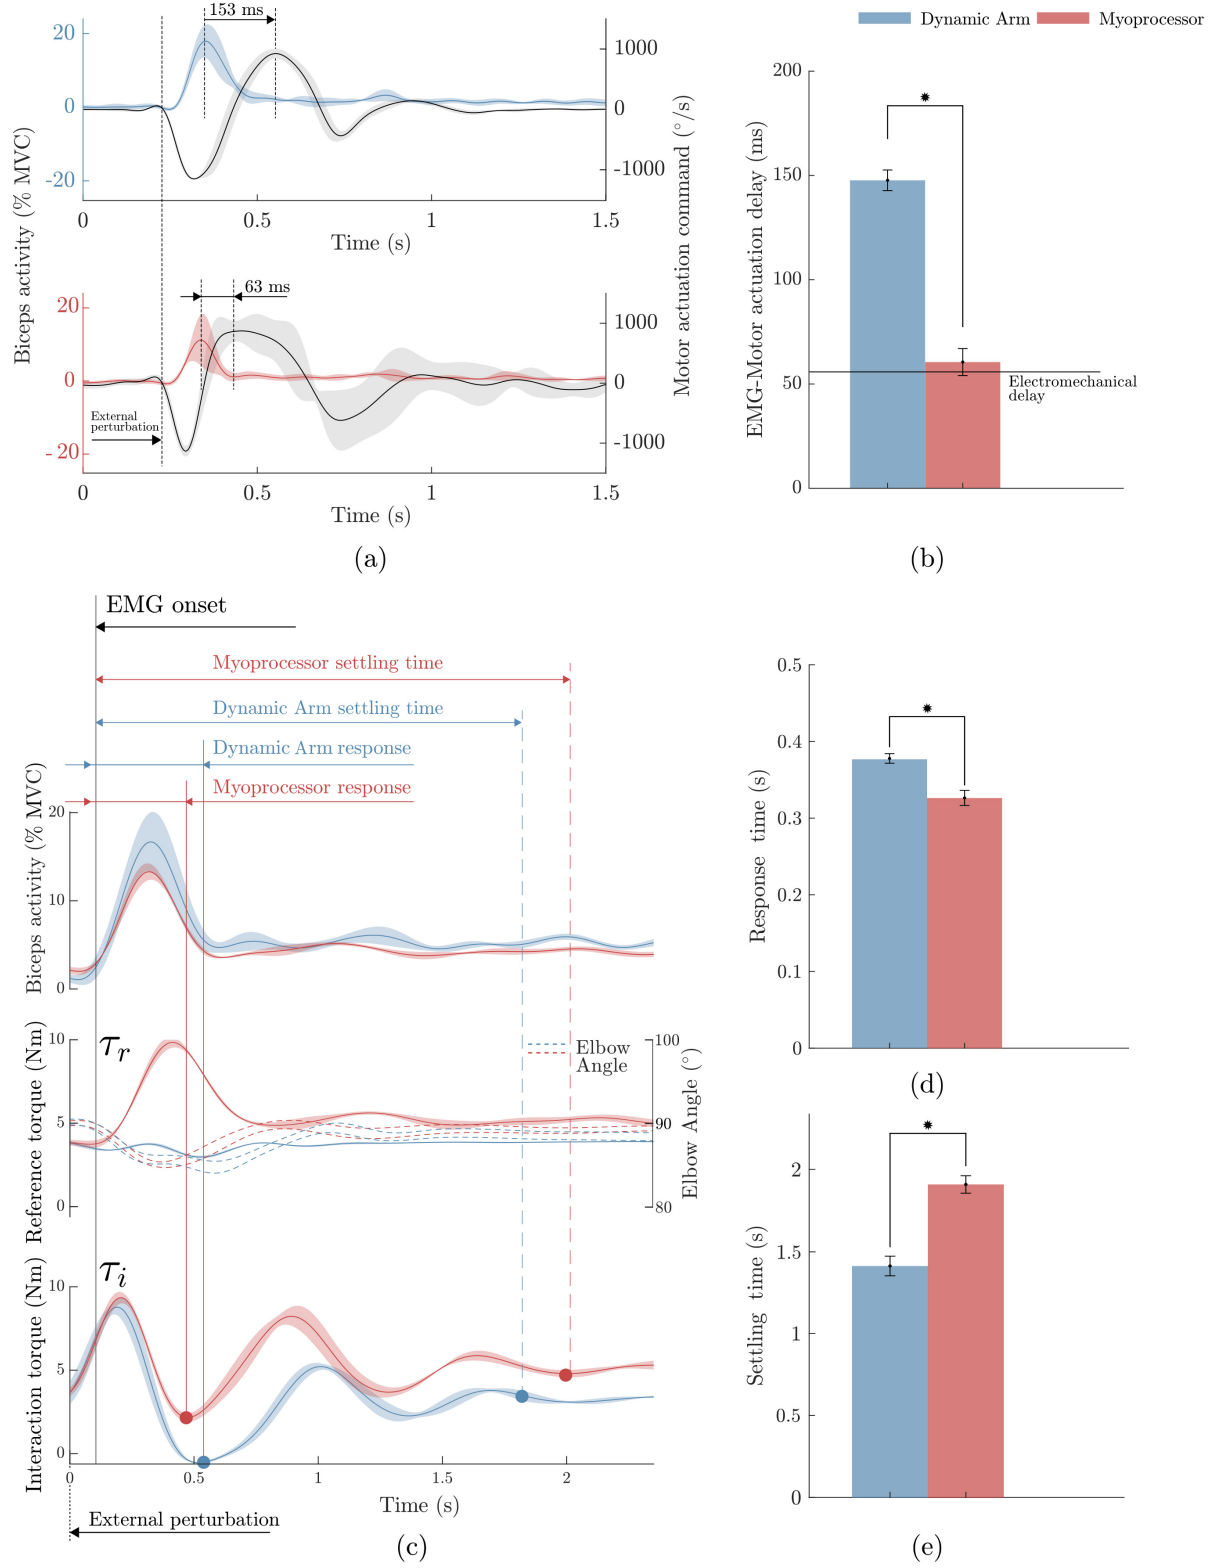 153 ms
20
0
-20
1000
0
-1000
0
0.5
1
1.5
Time (s)
Biceps activity (% MVC)
Motor actuation command (°/s)
63 ms
20
0
- 20
1000
0
-1000
External
perturbation
0
0.5
1
1.5
Time (s)
(a)
Dynamic Arm
Myoprocessor
200
150
100
50
0
EMG-Motor actuation delay (ms)
*
Electromechanical
delay
(b)
EMG onset
Myoprocessor settling time
Dynamic Arm settling time
Dynamic Arm response
Myoprocessor response
20
10
0
Biceps activity (% MVC)
10
5
0
Reference torque (Nm)
τr
Elbow
Angle
100
90
80
Elbow Angle (°)
10
5
0
Interaction torque (Nm)
τi
0
0.5
1
1.5
2
Time (s)
External perturbation
(c)
0.5
0.4
0.3
0.2
0.1
0
Response time (s)
*
(d)
2
1.5
1
0.5
0
Settling time (s)
*
(e)